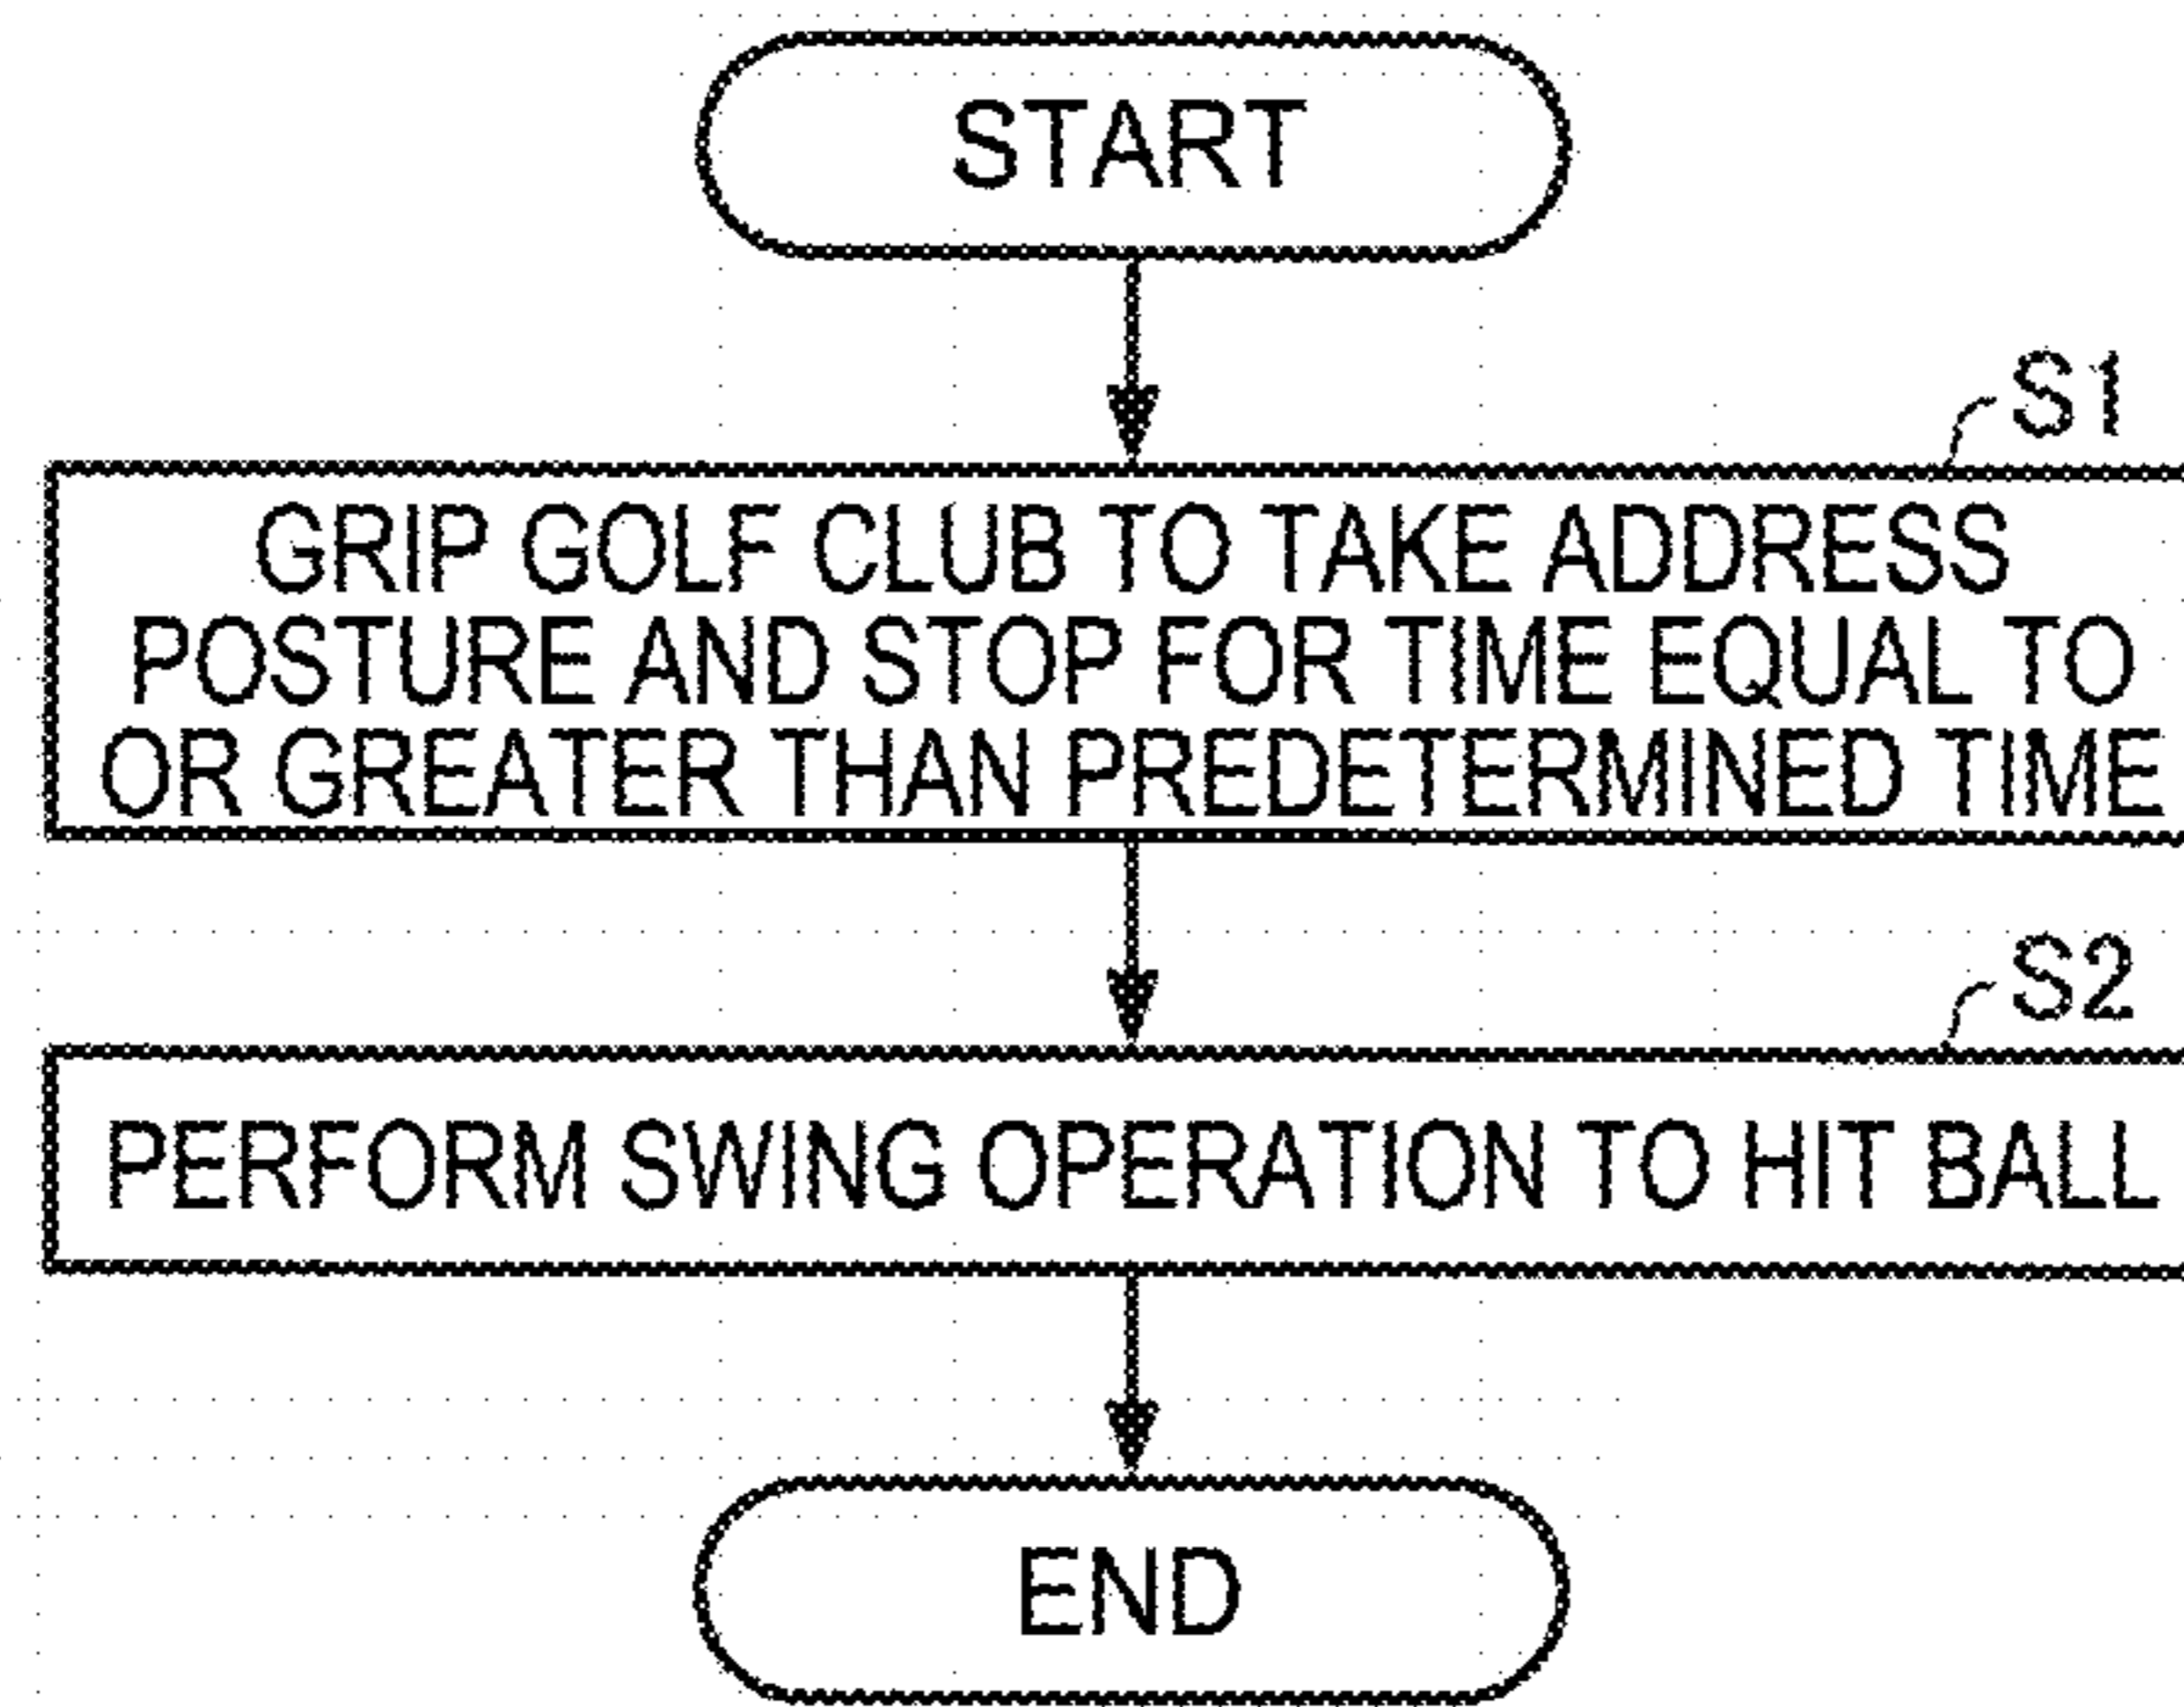 START
S1
GRIP GOLF CLUB TO TAKE ADDRESS
POSTURE AND STOP FOR TIME EQUAL TO
OR GREATER THAN PREDETERMINED TIME
S2
PERFORM SWING OPERATION TO HIT BALL
END